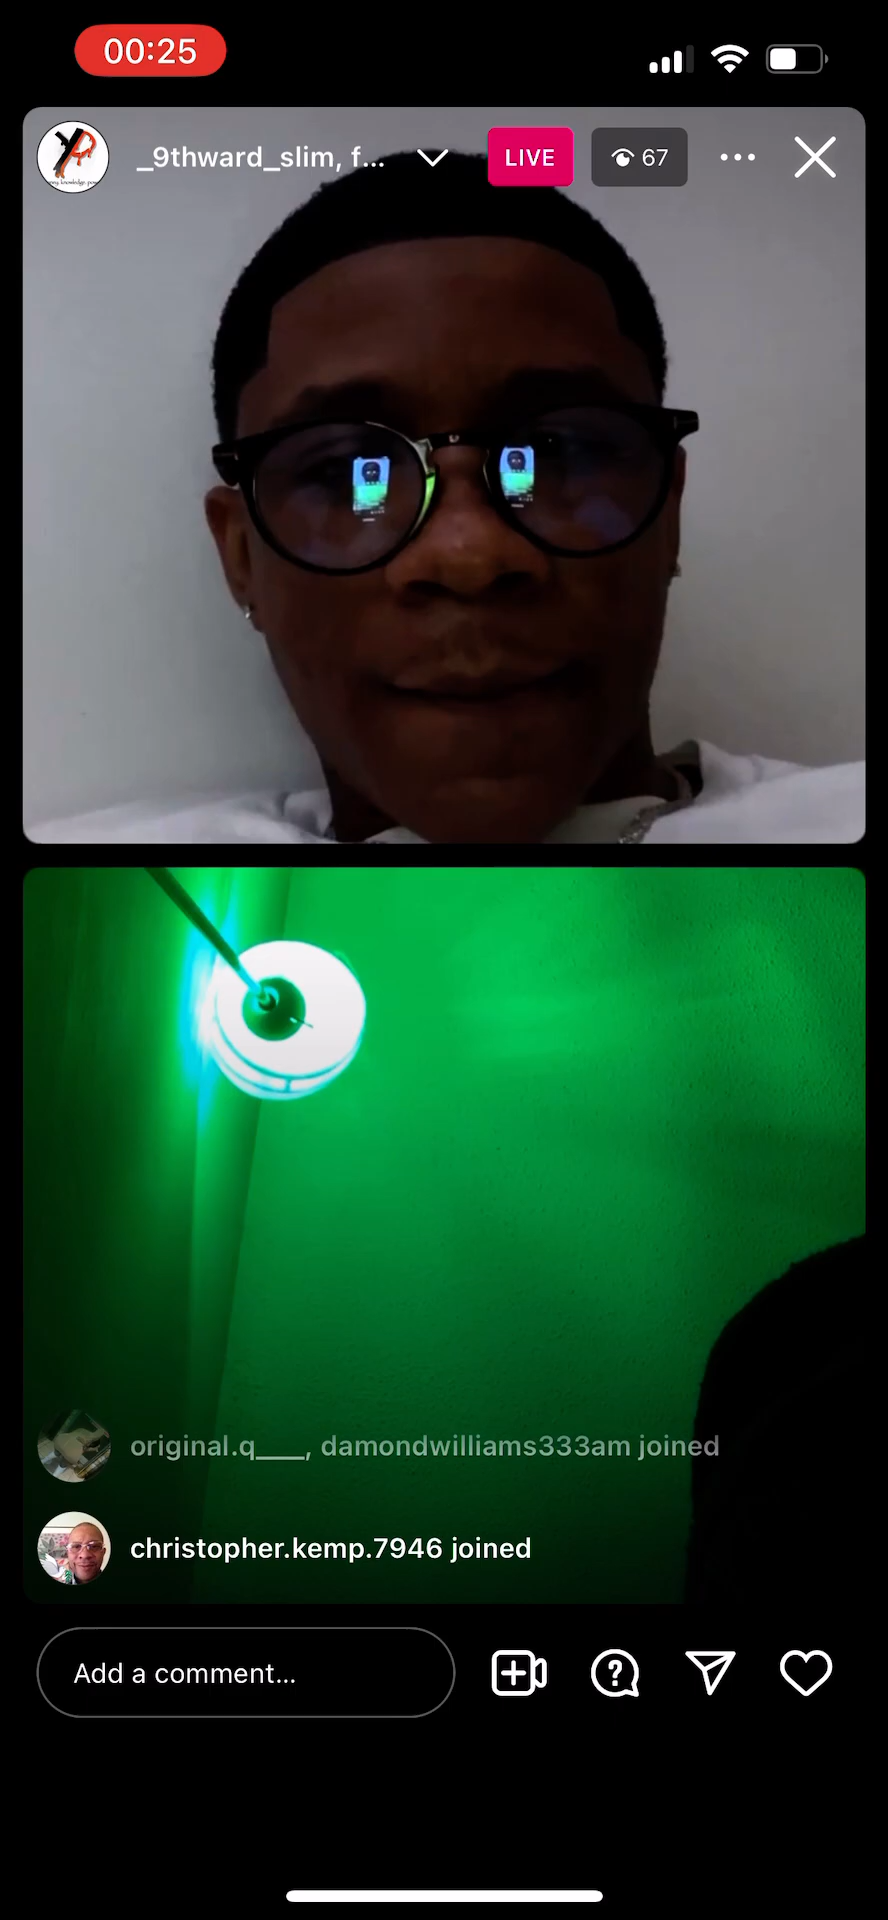 00:25
_9thward_slim, f...
LIVE
67
original.q___, damondwilliams333am joined
christopher.kemp.7946 joined
Add a comment...